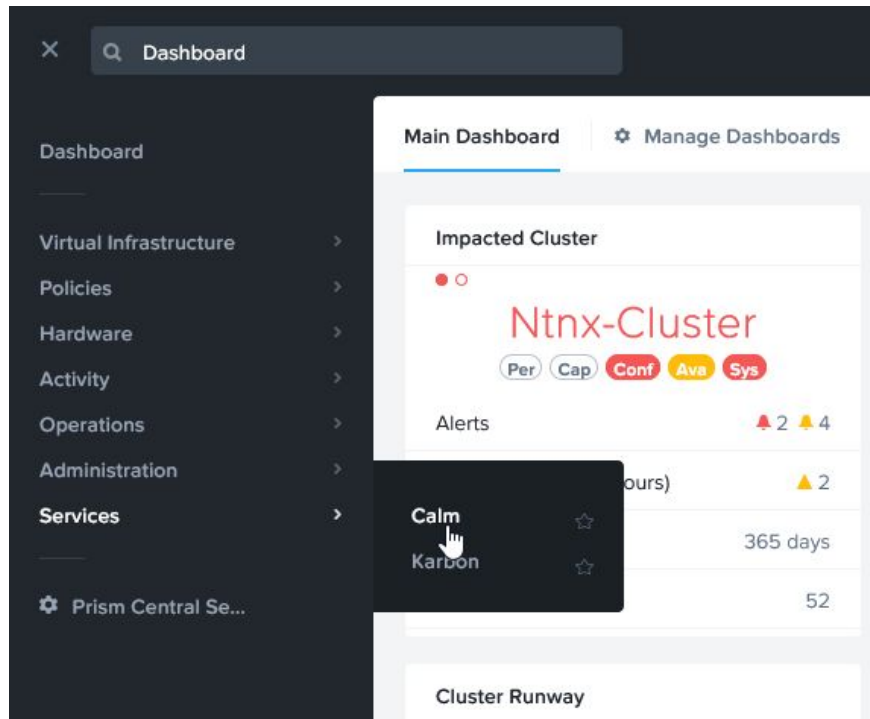 Dashboard
Dashboard
Virtual Infrastructure
Policies
Hardware
Activity
Operations
Administration
Services
Prism Central Se...
Calm
Karbon
Main Dashboard
Manage Dashboards
Impacted Cluster
Ntnx-Cluster
Per Cap Conf Ava Sys
Alerts 2 4
ours) 2
365 days
52
Cluster Runway